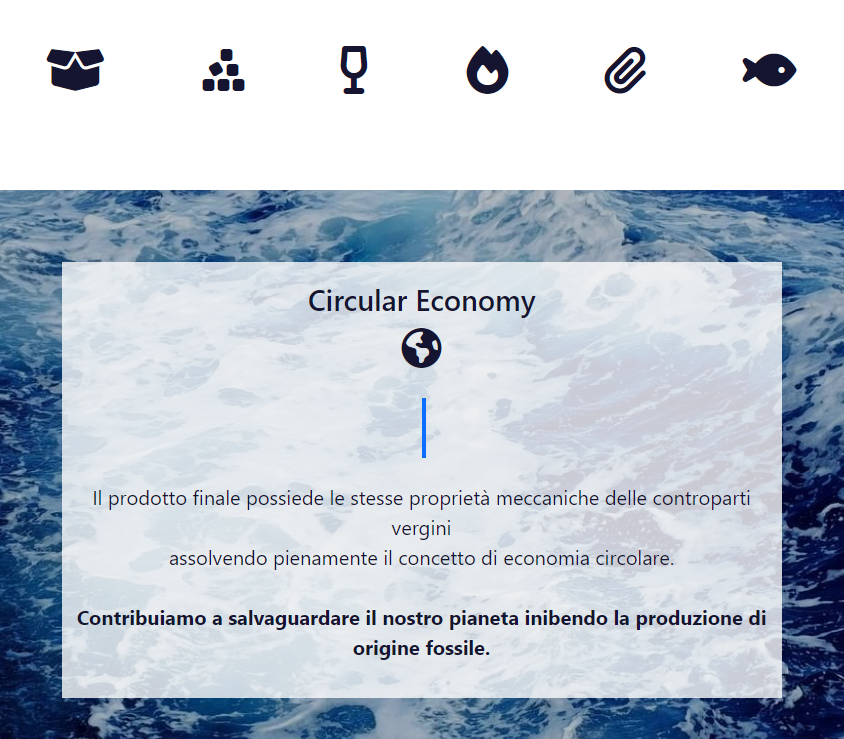 Circular Economy
Il prodotto finale possiede le stesse proprietà meccaniche delle controparti
vergini
assolvendo pienamente il concetto di economia circolare.
Contribuiamo a salvaguardare il nostro pianeta inibendo la produzione di
origine fossile.